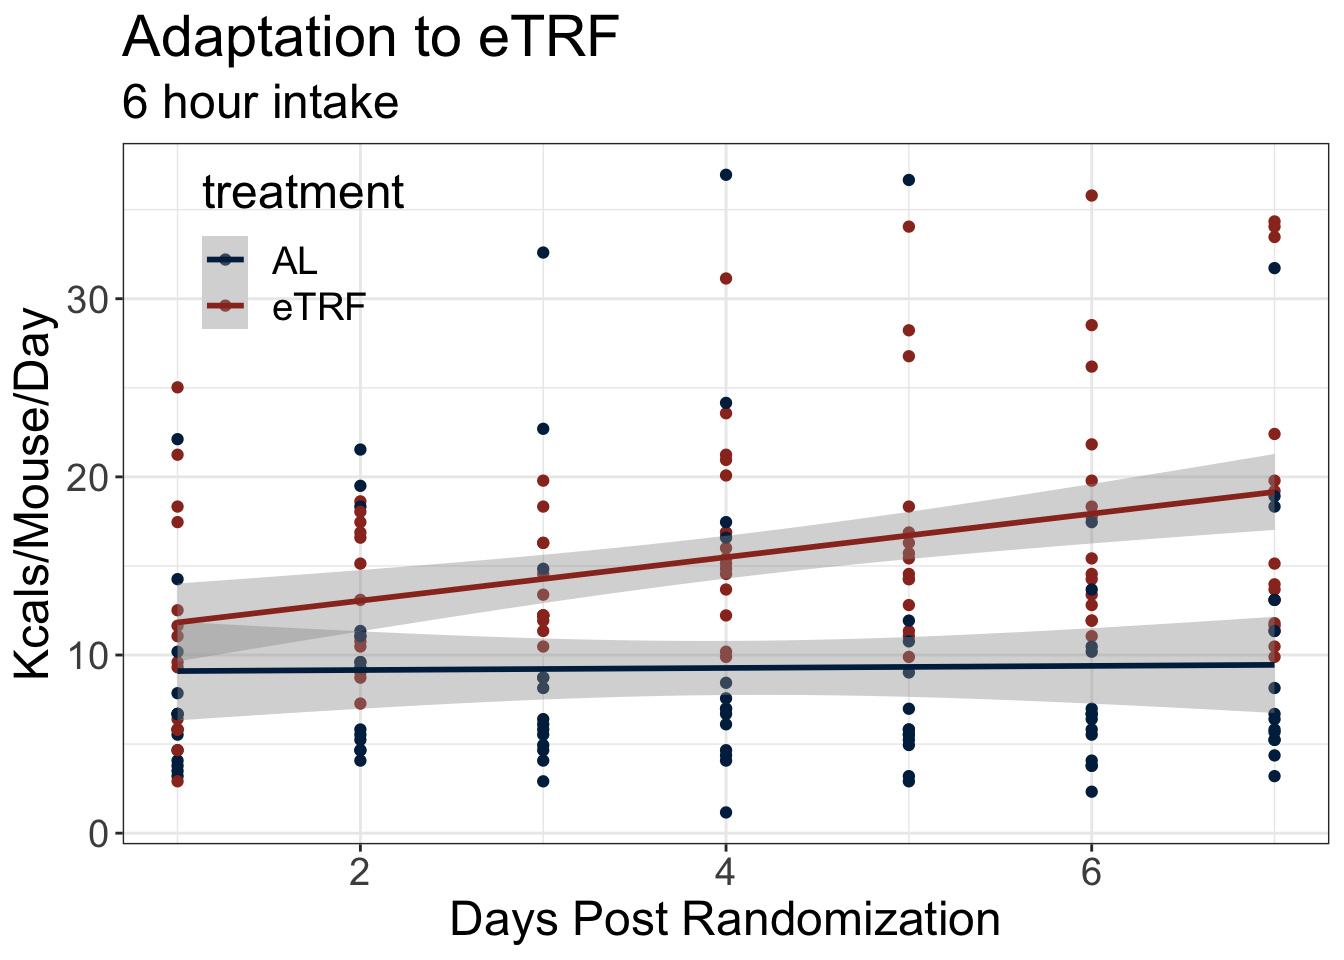 Adaptation to eTRF
6 hour intake
treatment
AL
eTRF
Kcals/Mouse/Day
30
20
10
0
2 4 6
Days Post Randomization